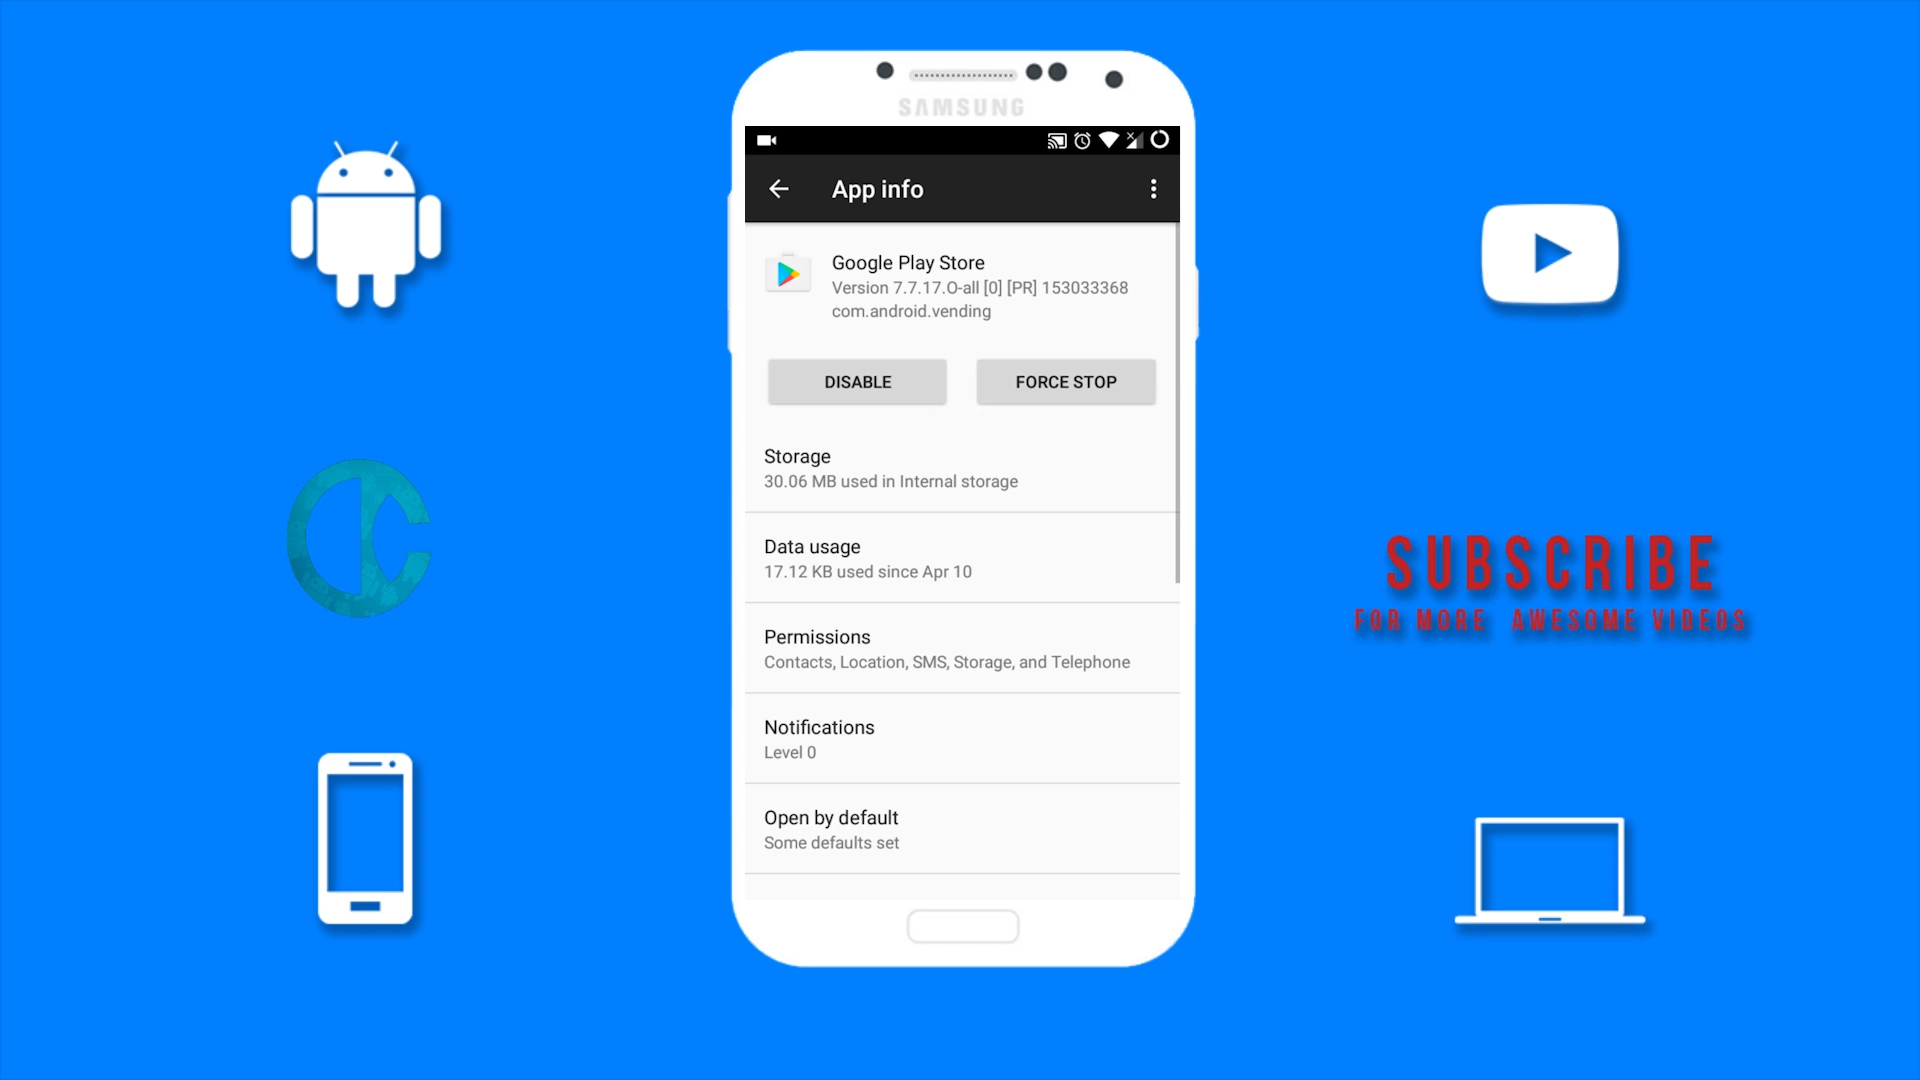 SAMSUNG
App info
Google Play Store
Version 7.7.17.O-all [0] [PR] 153033368
com.android.vending
DISABLE
FORCE STOP
Storage
30.06 MB used in Internal storage
Data usage
17.12 KB used since Apr 10
Permissions
Contacts, Location, SMS, Storage, and Telephone
Notifications
Level 0
Open by default
Some defaults set
SUBSCRIBE
FOR MORE AWESOME VIDEOS